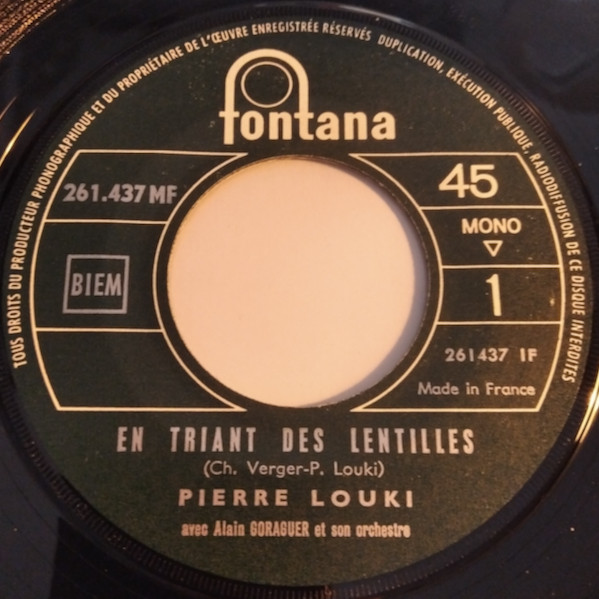 TOUS DROITS DU PRODUCTEUR PHONOGRAPHIQUE ET DU PROPRIÉTAIRE DE L'ŒUVRE ENREGISTRÉE RÉSERVÉS DUPLICATION, EXÉCUTION PUBLIQUE, RADIODIFFUSION DE CE DISQUE INTERDITES
fontana
261.437 MF
45
MONO
BIEM
1
261437 1F
Made in France
EN TRIANT DES LENTILLES
(Ch. Verger-P. Louki)
PIERRE LOUKI
avec Alain GORAGUER et son orchestre